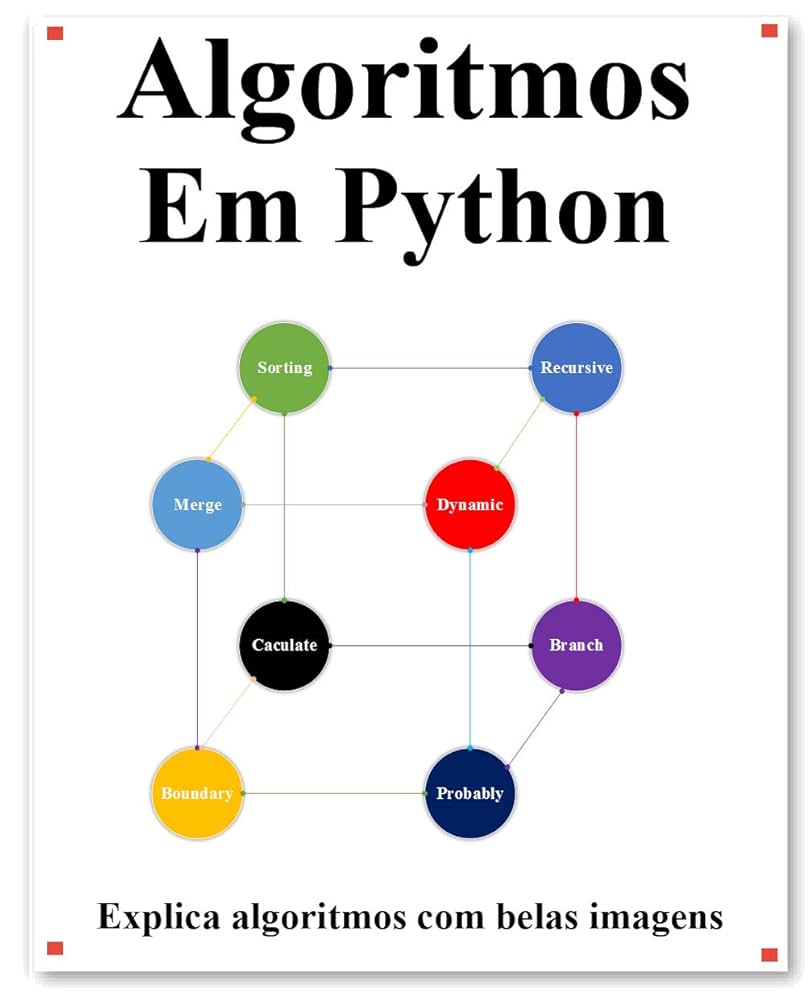 Algoritmos
Em Python
Sorting
Recursive
Merge
Dynamic
Caculate
Branch
Boundary
Probably
Explica algoritmos com belas imagens